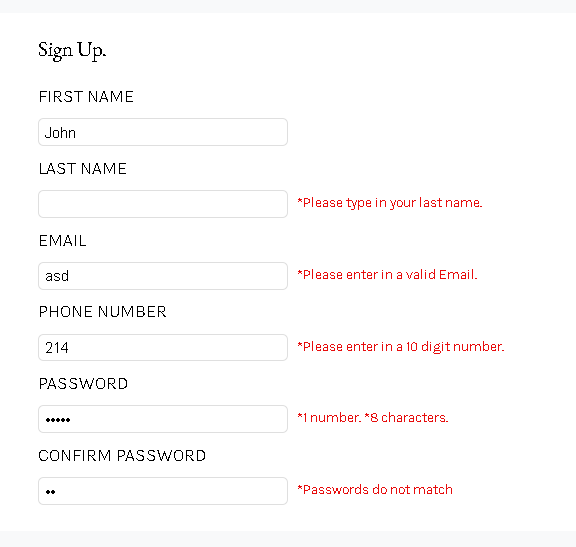 Sign Up.
FIRST NAME
John
LAST NAME
*Please type in your last name.
EMAIL
asd
*Please enter in a valid Email.
PHONE NUMBER
214
*Please enter in a 10 digit number.
PASSWORD
•••••
*1 number. *8 characters.
CONFIRM PASSWORD
••
*Passwords do not match